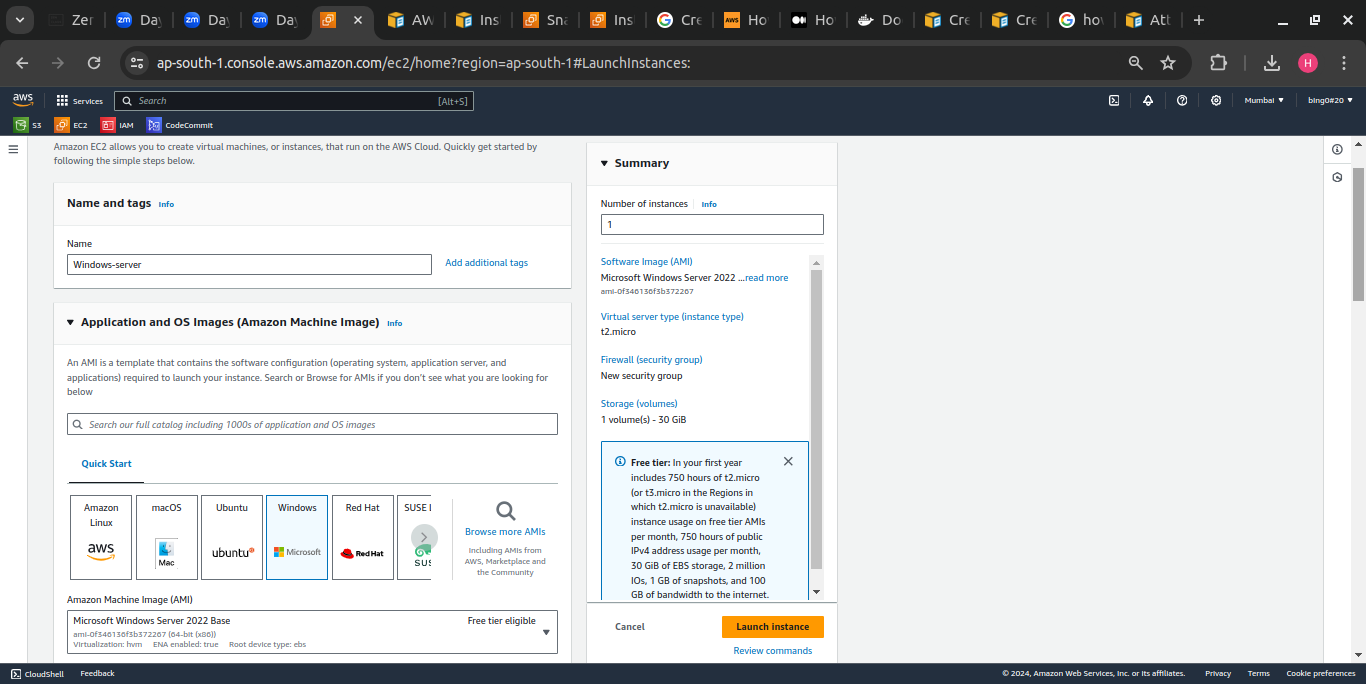 Zer
Day
Day
Day
AW
Ins
Sna
Ins
Cre
Ho
Ho
Do
Cre
Cre
how
Att
ap-south-1.console.aws.amazon.com/ec2/home?region=ap-south-1#LaunchInstances:
H
aws
Services
Search
[Alt+S]
Mumbai
bing0#20
S3
EC2
IAM
CodeCommit
Amazon EC2 allows you to create virtual machines, or instances, that run on the AWS Cloud. Quickly get started by
following the simple steps below.
Name and tags Info
Name
Windows-server
Add additional tags
Application and OS Images (Amazon Machine Image) Info
An AMI is a template that contains the software configuration (operating system, application server, and
applications) required to launch your instance. Search or Browse for AMIs if you don't see what you are looking for
below
Search our full catalog including 1000s of application and OS images
Quick Start
Amazon
Linux
aws
macOS
Mac
Ubuntu
ubuntu
Windows
Microsoft
Red Hat
Red Hat
SUSE L
SUS
Browse more AMIs
Including AMIs from
AWS, Marketplace and
the Community
Amazon Machine Image (AMI)
Microsoft Windows Server 2022 Base
Free tier eligible
ami-0f346136f3b372267 (64-bit (x86))
Virtualization: hvm ENA enabled: true Root device type: ebs
Summary
Number of instances Info
1
Software Image (AMI)
Microsoft Windows Server 2022 ...read more
ami-0f346136f3b372267
Virtual server type (instance type)
t2.micro
Firewall (security group)
New security group
Storage (volumes)
1 volume(s) - 30 GiB
Free tier: In your first year
includes 750 hours of t2.micro
(or t3.micro in the Regions in
which t2.micro is unavailable)
instance usage on free tier AMIs
per month, 750 hours of public
IPv4 address usage per month,
30 GiB of EBS storage, 2 million
IOs, 1 GB of snapshots, and 100
GB of bandwidth to the internet.
Cancel
Launch instance
Review commands
CloudShell
Feedback
© 2024, Amazon Web Services, Inc. or its affiliates.
Privacy
Terms
Cookie preferences